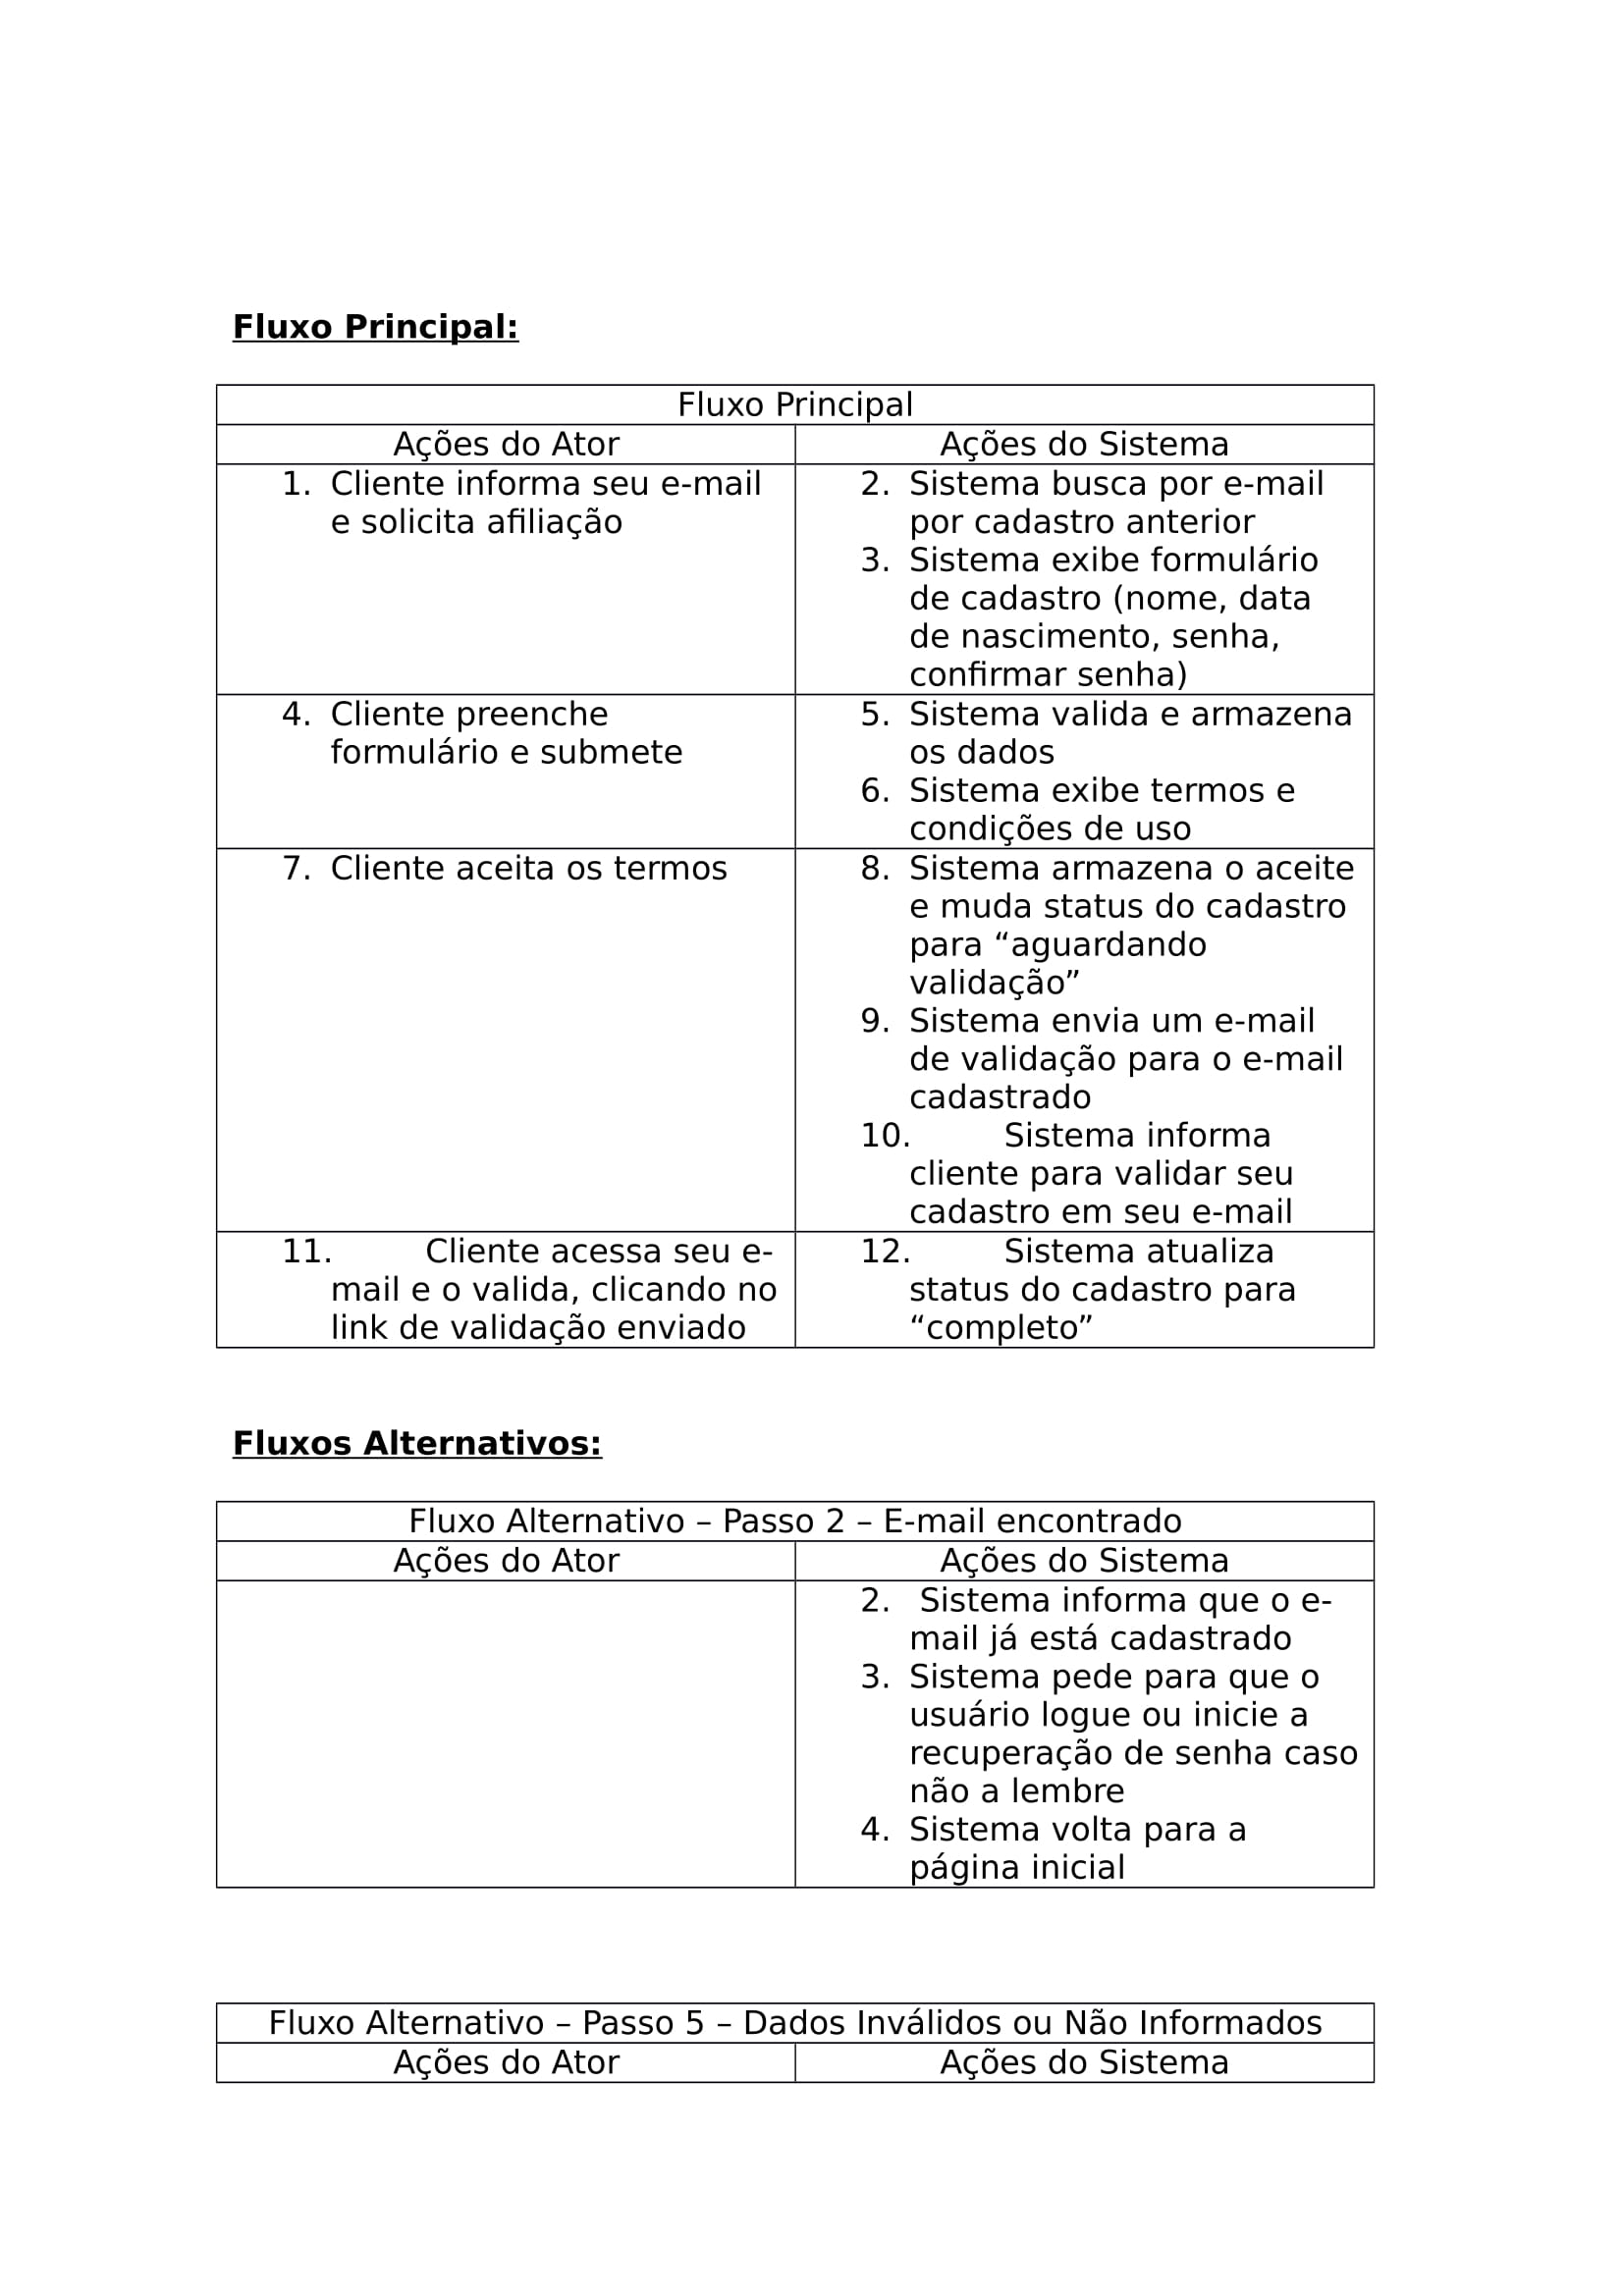 Fluxo Principal:
Fluxo Principal
Ações do Ator
Ações do Sistema
1. Cliente informa seu e-mail
e solicita afiliação
2. Sistema busca por e-mail
por cadastro anterior
3. Sistema exibe formulário
de cadastro (nome, data
de nascimento, senha,
confirmar senha)
4. Cliente preenche
formulário e submete
5. Sistema valida e armazena
os dados
6. Sistema exibe termos e
condições de uso
7. Cliente aceita os termos
8. Sistema armazena o aceite
e muda status do cadastro
para “aguardando
validação”
9. Sistema envia um e-mail
de validação para o e-mail
cadastrado
10. Sistema informa
cliente para validar seu
cadastro em seu e-mail
11. Cliente acessa seu e-
mail e o valida, clicando no
link de validação enviado
12. Sistema atualiza
status do cadastro para
“completo”
Fluxos Alternativos:
Fluxo Alternativo – Passo 2 – E-mail encontrado
Ações do Ator
Ações do Sistema
2. Sistema informa que o e-
mail já está cadastrado
3. Sistema pede para que o
usuário logue ou inicie a
recuperação de senha caso
não a lembre
4. Sistema volta para a
página inicial
Fluxo Alternativo – Passo 5 – Dados Inválidos ou Não Informados
Ações do Ator
Ações do Sistema